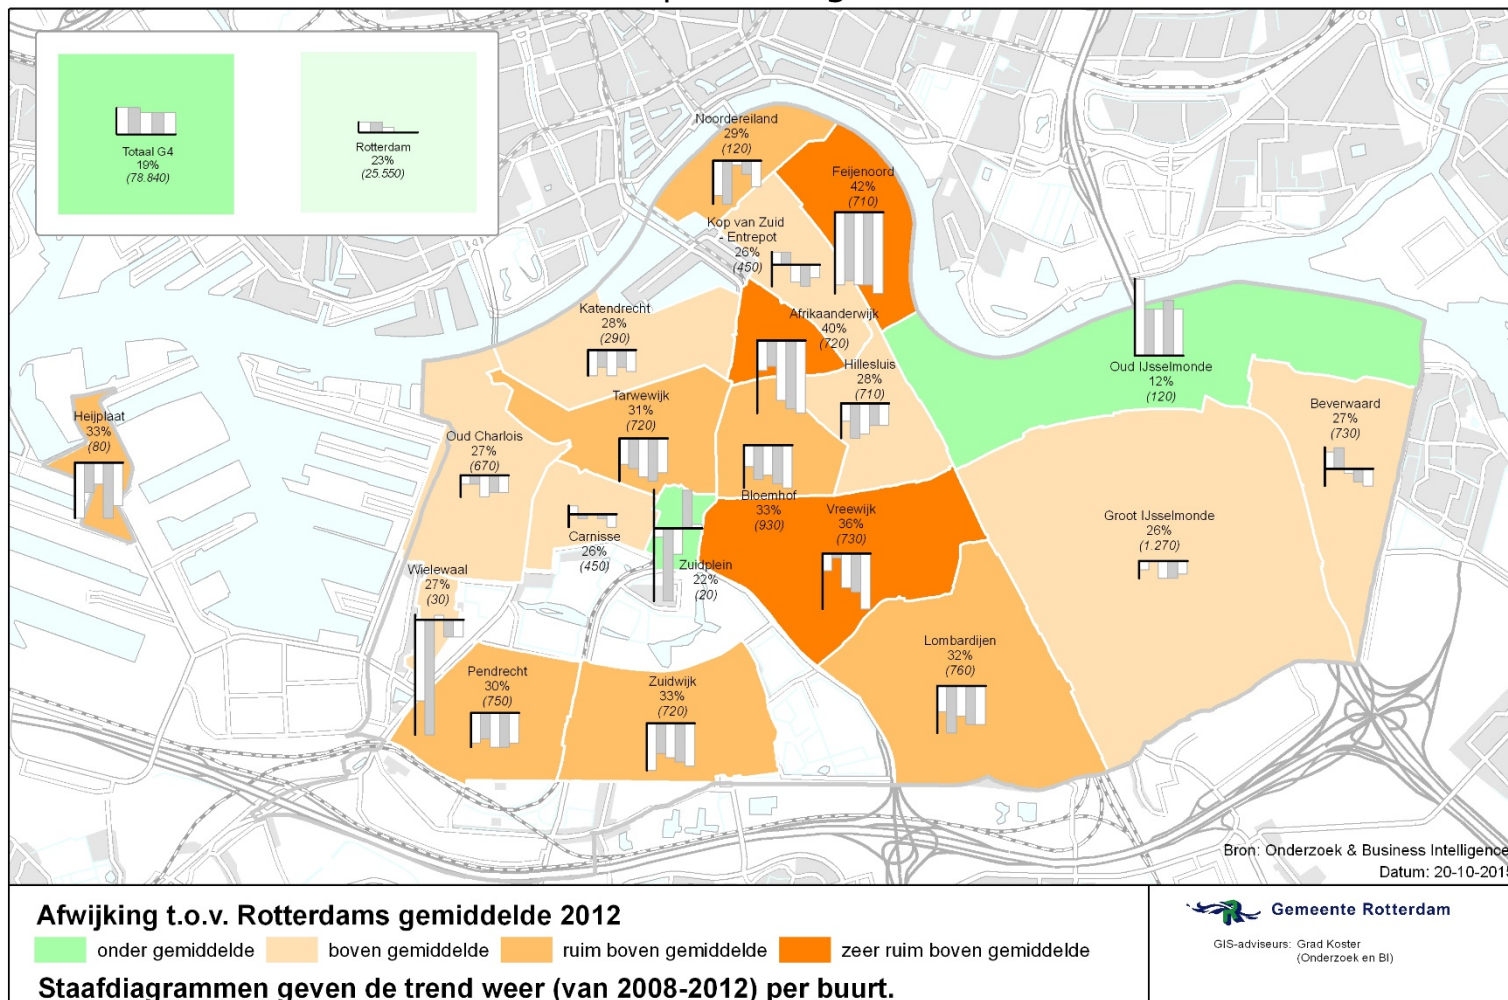 Totaal G4
19%
(78.840)
Rotterdam
23%
(25.550)
Noordereiland
29%
(120)
Feijenoord
42%
(710)
Kop van Zuid
- Entrepot
26%
(450)
Katendrecht
28%
(290)
Afrikaanderwijk
40%
(720)
Hillesluis
28%
(710)
Oud IJsselmonde
12%
(120)
Beverwaard
27%
(730)
Tarwewijk
31%
(720)
Heijplaat
33%
(80)
Oud Charlois
27%
(670)
Bloemhof
33%
(930)
Vreewijk
36%
(730)
Groot IJsselmonde
26%
(1.270)
Carnisse
26%
(450)
Zuidplein
22%
(20)
Wielewaal
27%
(30)
Pendrecht
30%
(750)
Zuidwijk
33%
(720)
Lombardijen
32%
(760)
Bron: Onderzoek & Business Intelligence
Datum: 20-10-2015
Afwijking t.o.v. Rotterdams gemiddelde 2012
onder gemiddelde boven gemiddelde ruim boven gemiddelde zeer ruim boven gemiddelde
Staafdiagrammen geven de trend weer (van 2008-2012) per buurt.
Gemeente Rotterdam
GIS-adviseurs: Grad Koster
(Onderzoek en BI)